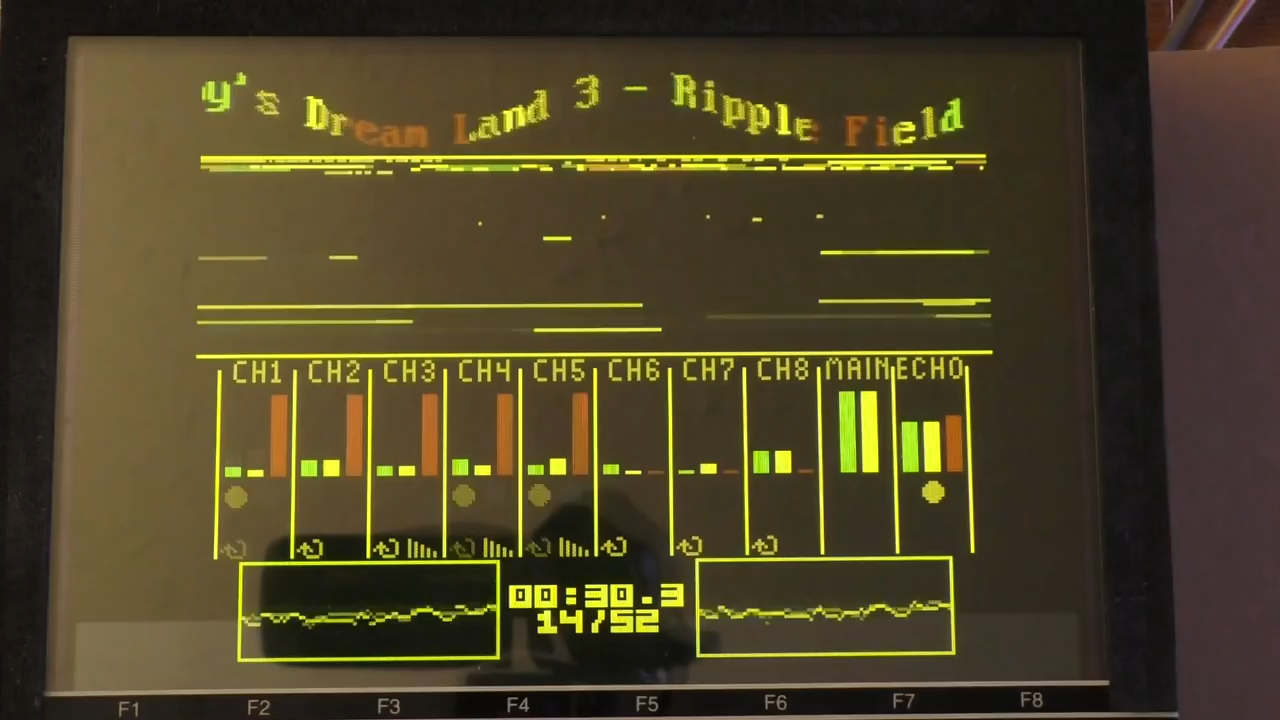 y's Dream Land 3 - Ripple Field
CH1 CH2 CH3 CH4 CH5 CH6 CH7 CH8 MAIN ECHO
00:30.3
14/52
F1 F2 F3 F4 F5 F6 F7 F8